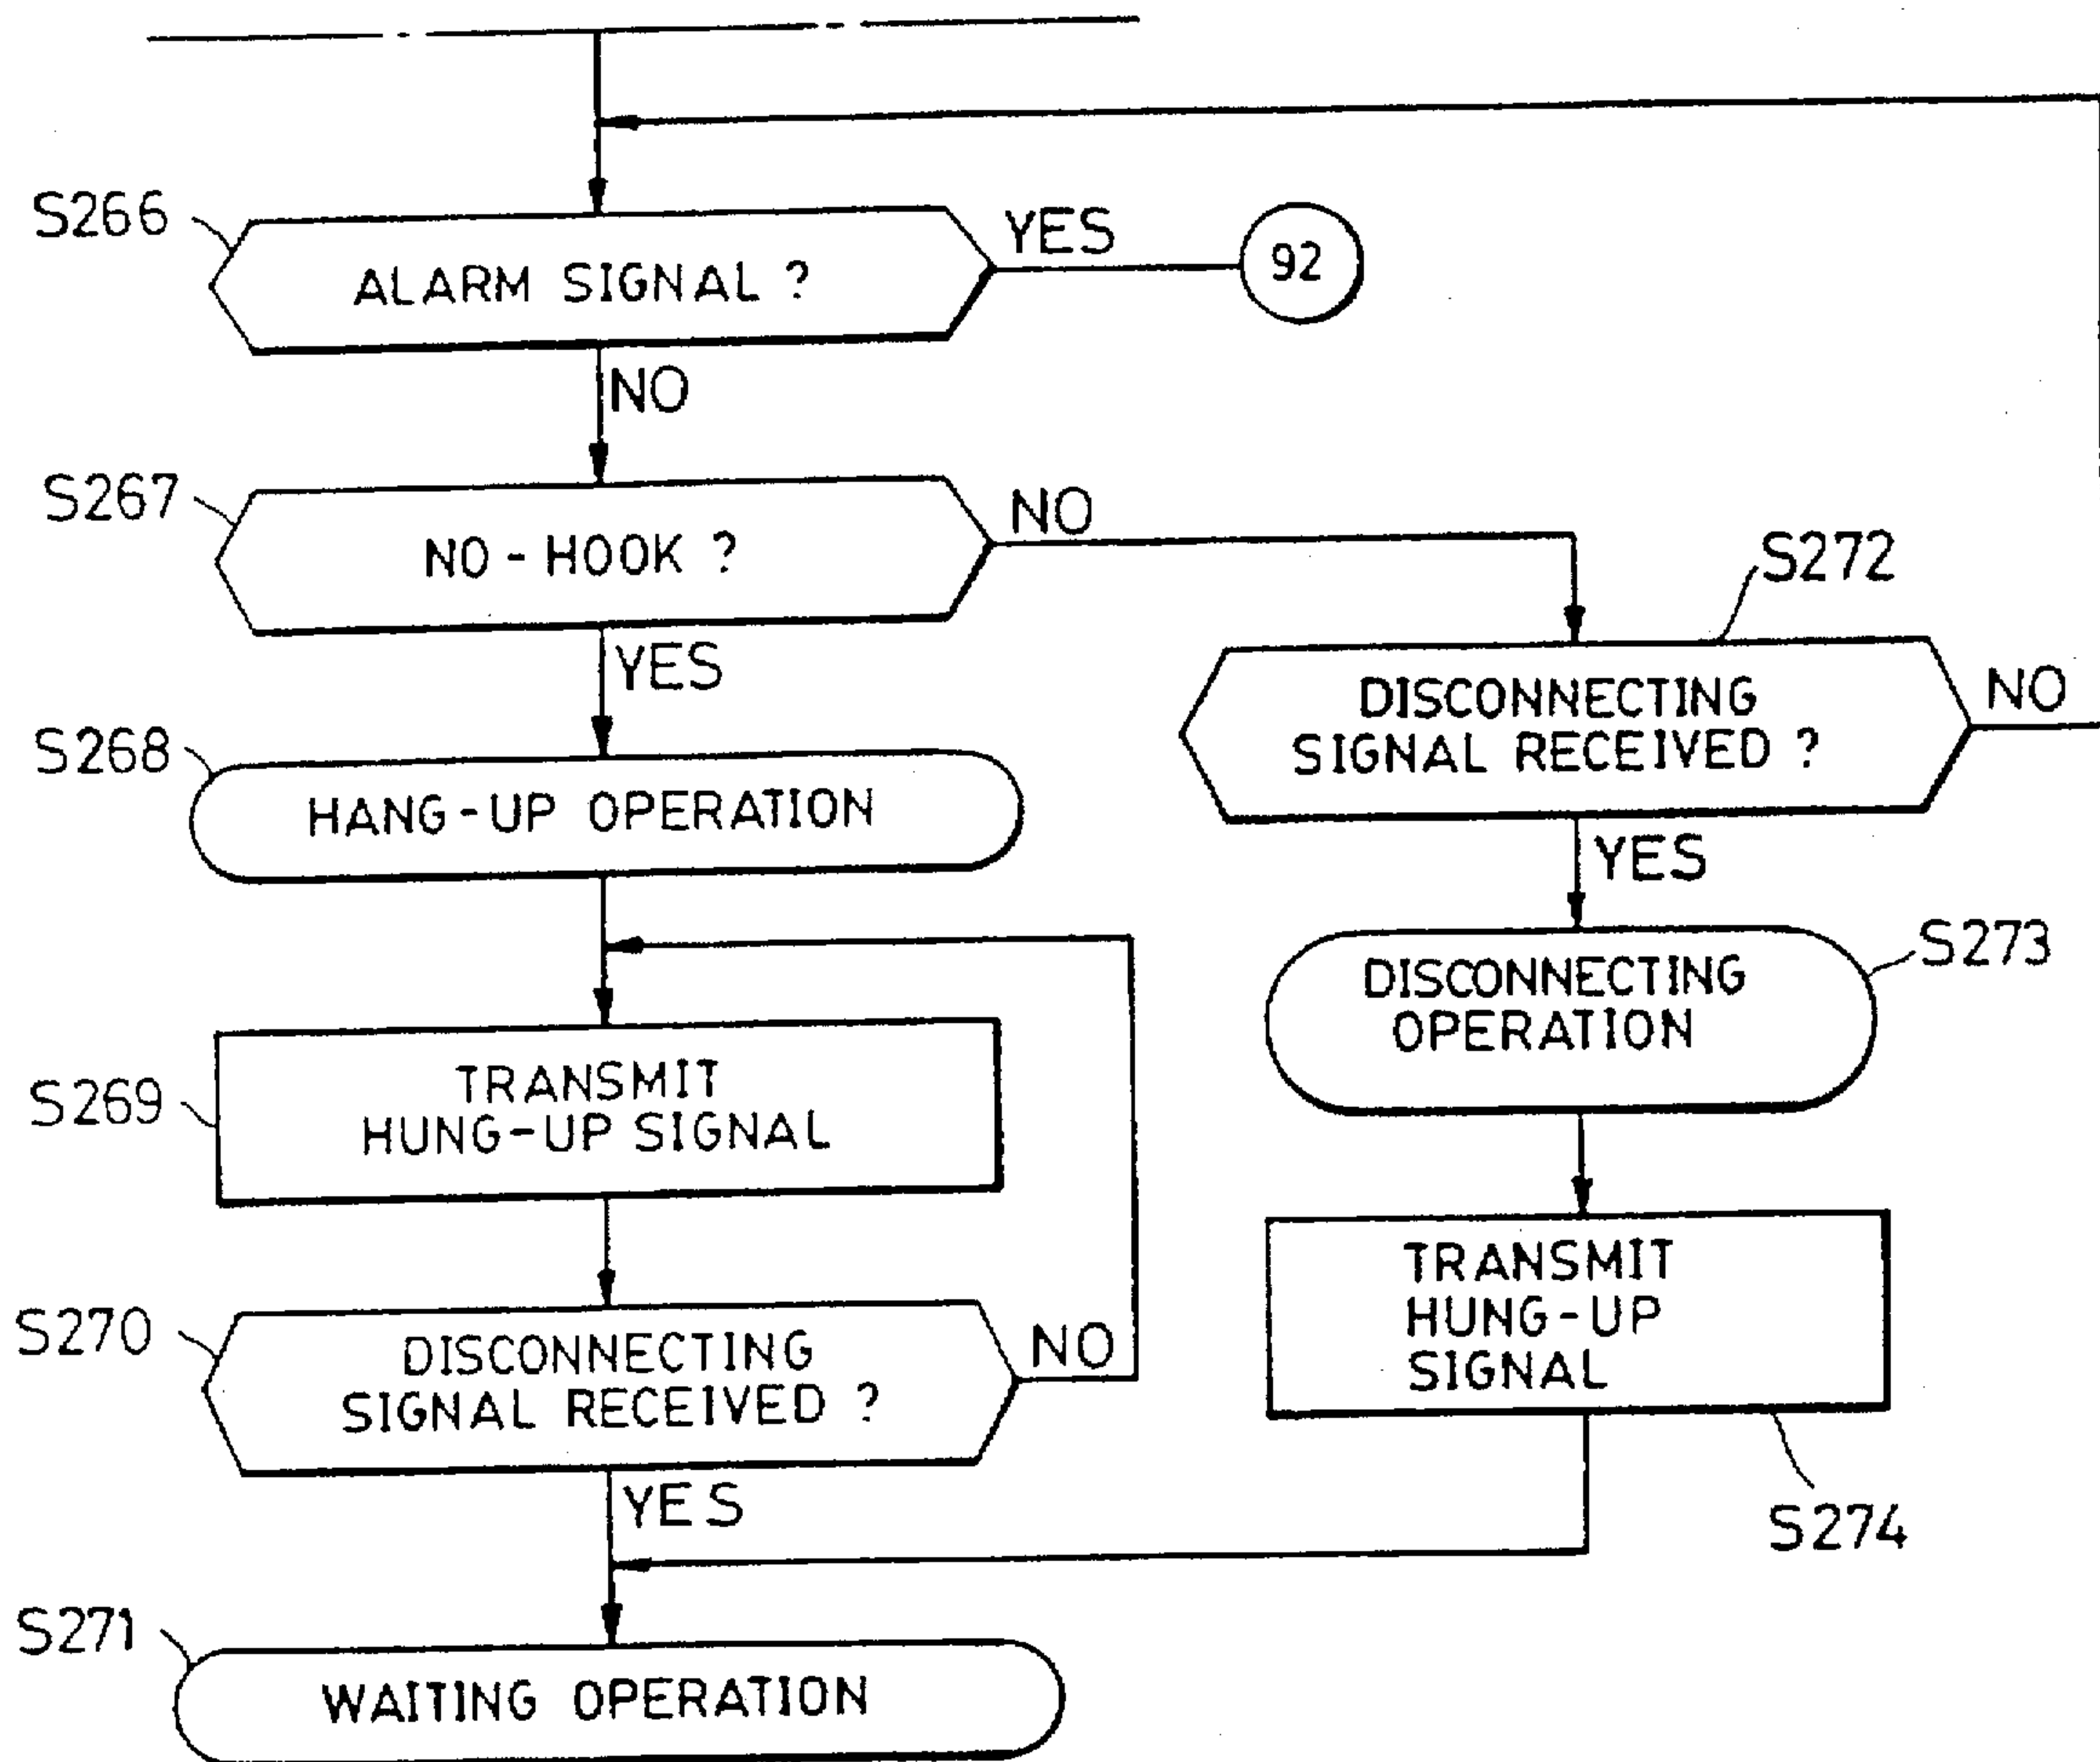 S266
ALARM SIGNAL ?
YES
92
NO
S267
NO - HOOK ?
NO
YES
S268
HANG-UP OPERATION
S269
TRANSMIT
HUNG-UP SIGNAL
S270
DISCONNECTING
SIGNAL RECEIVED ?
NO
YES
S271
WAITING OPERATION
S272
DISCONNECTING
SIGNAL RECEIVED ?
NO
YES
S273
DISCONNECTING
OPERATION
TRANSMIT
HUNG-UP
SIGNAL
S274